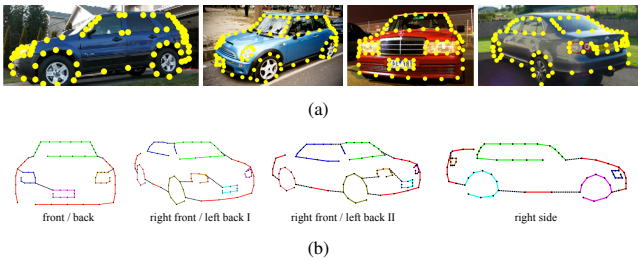 (a)
front / back
right front / left back I
right front / left back II
right side
(b)